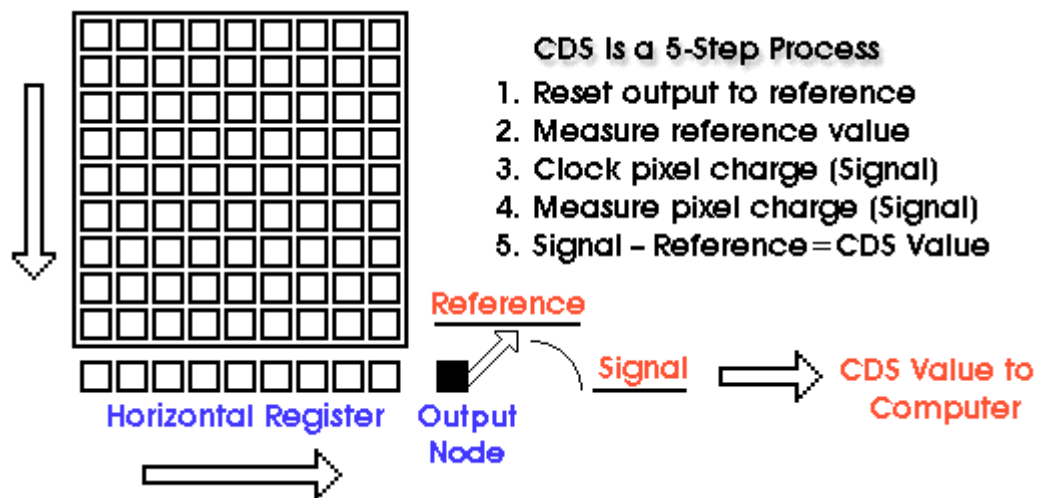 CDS Is a 5-Step Process
1. Reset output to reference
2. Measure reference value
3. Clock pixel charge (Signal)
4. Measure pixel charge (Signal)
5. Signal – Reference=CDS Value
Reference
Signal
CDS Value to
Computer
Horizontal Register
Output
Node